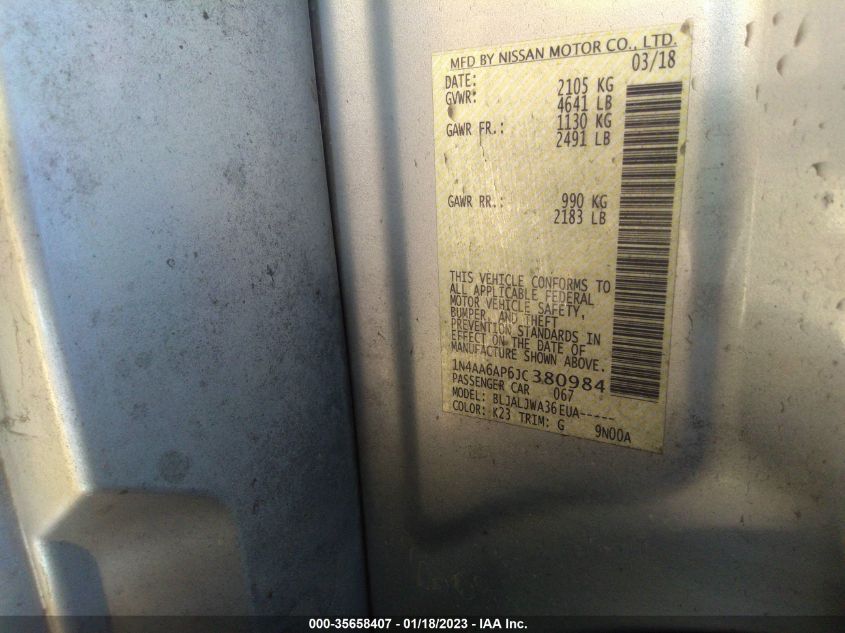 MFD BY NISSAN MOTOR CO., LTD.
DATE: 03/18
GVWR: 2105 KG
4641 LB
GAWR FR.: 1130 KG
2491 LB
GAWR RR.: 990 KG
2183 LB
THIS VEHICLE CONFORMS TO
ALL APPLICABLE FEDERAL
MOTOR VEHICLE SAFETY,
BUMPER, AND THEFT
PREVENTION STANDARDS IN
EFFECT ON THE DATE OF
MANUFACTURE SHOWN ABOVE.
1N4AA6AP6JC380984
PASSENGER CAR 067
MODEL: BLJALJWA36EUA-----
COLOR: K23 TRIM: G 9N00A
000-35658407 - 01/18/2023 - IAA Inc.